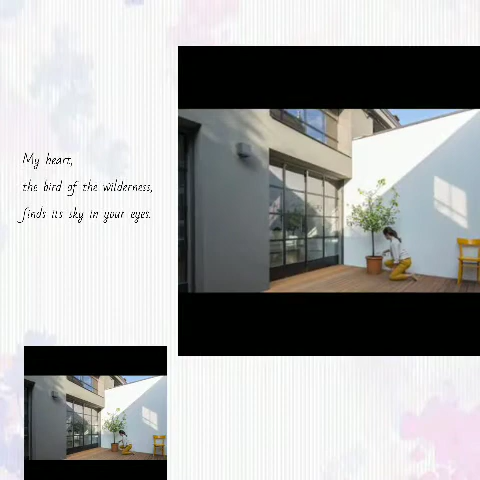 My heart,
the bird of the wilderness,
finds its sky in your eyes.